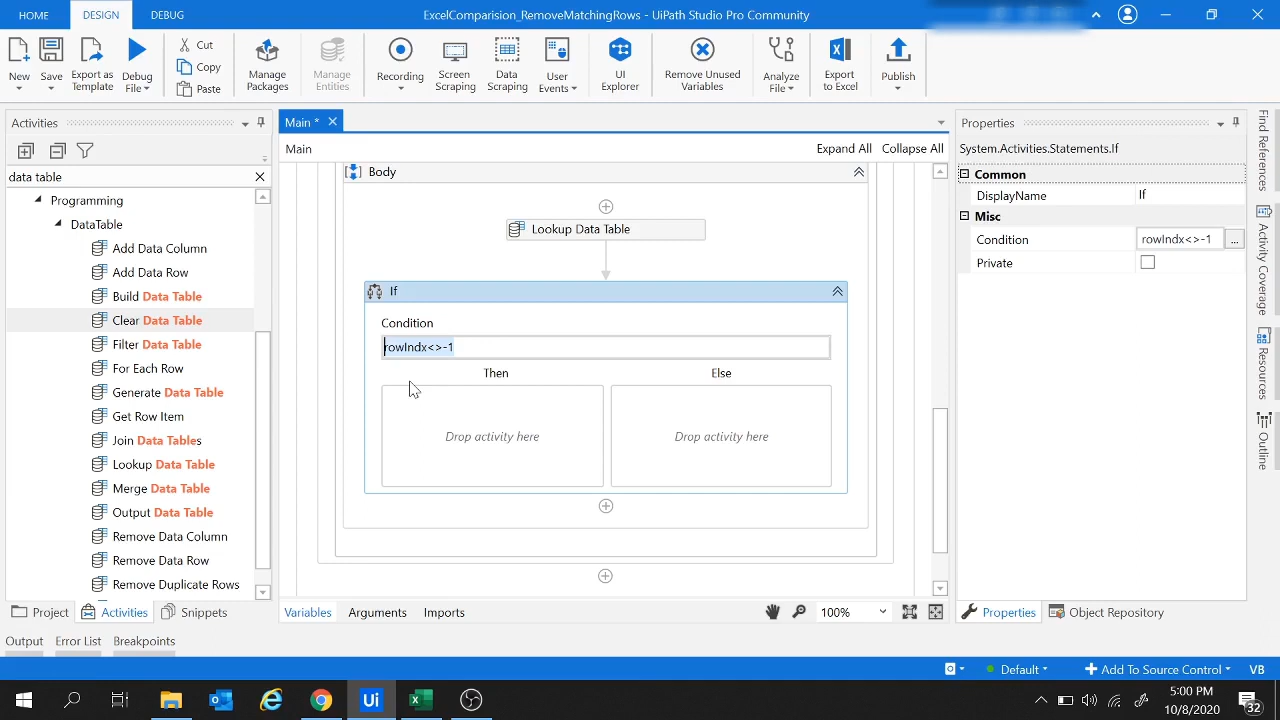 HOME
DESIGN
DEBUG
ExcelComparision_RemoveMatchingRows - UiPath Studio Pro Community
New
Save
Export as
Template
Debug
File
Cut
Copy
Paste
Manage
Packages
Manage
Entities
Recording
Screen
Scraping
Data
Scraping
User
Events
UI
Explorer
Remove Unused
Variables
Analyze
File
Export
to Excel
Publish
Activities
data table
Programming
DataTable
Add Data Column
Add Data Row
Build Data Table
Clear Data Table
Filter Data Table
For Each Row
Generate Data Table
Get Row Item
Join Data Tables
Lookup Data Table
Merge Data Table
Output Data Table
Remove Data Column
Remove Data Row
Remove Duplicate Rows
Project
Activities
Snippets
Main *
Main
Expand All
Collapse All
Body
Lookup Data Table
If
Condition
rowIndx<>-1
Then
Else
Drop activity here
Drop activity here
Variables
Arguments
Imports
100%
Properties
System.Activities.Statements.If
Common
DisplayName
If
Misc
Condition
rowIndx<>-1
...
Private
Properties
Object Repository
Find References
Activity Coverage
Resources
Outline
Output
Error List
Breakpoints
Default
Add To Source Control
VB
Ui
5:00 PM
10/8/2020
32